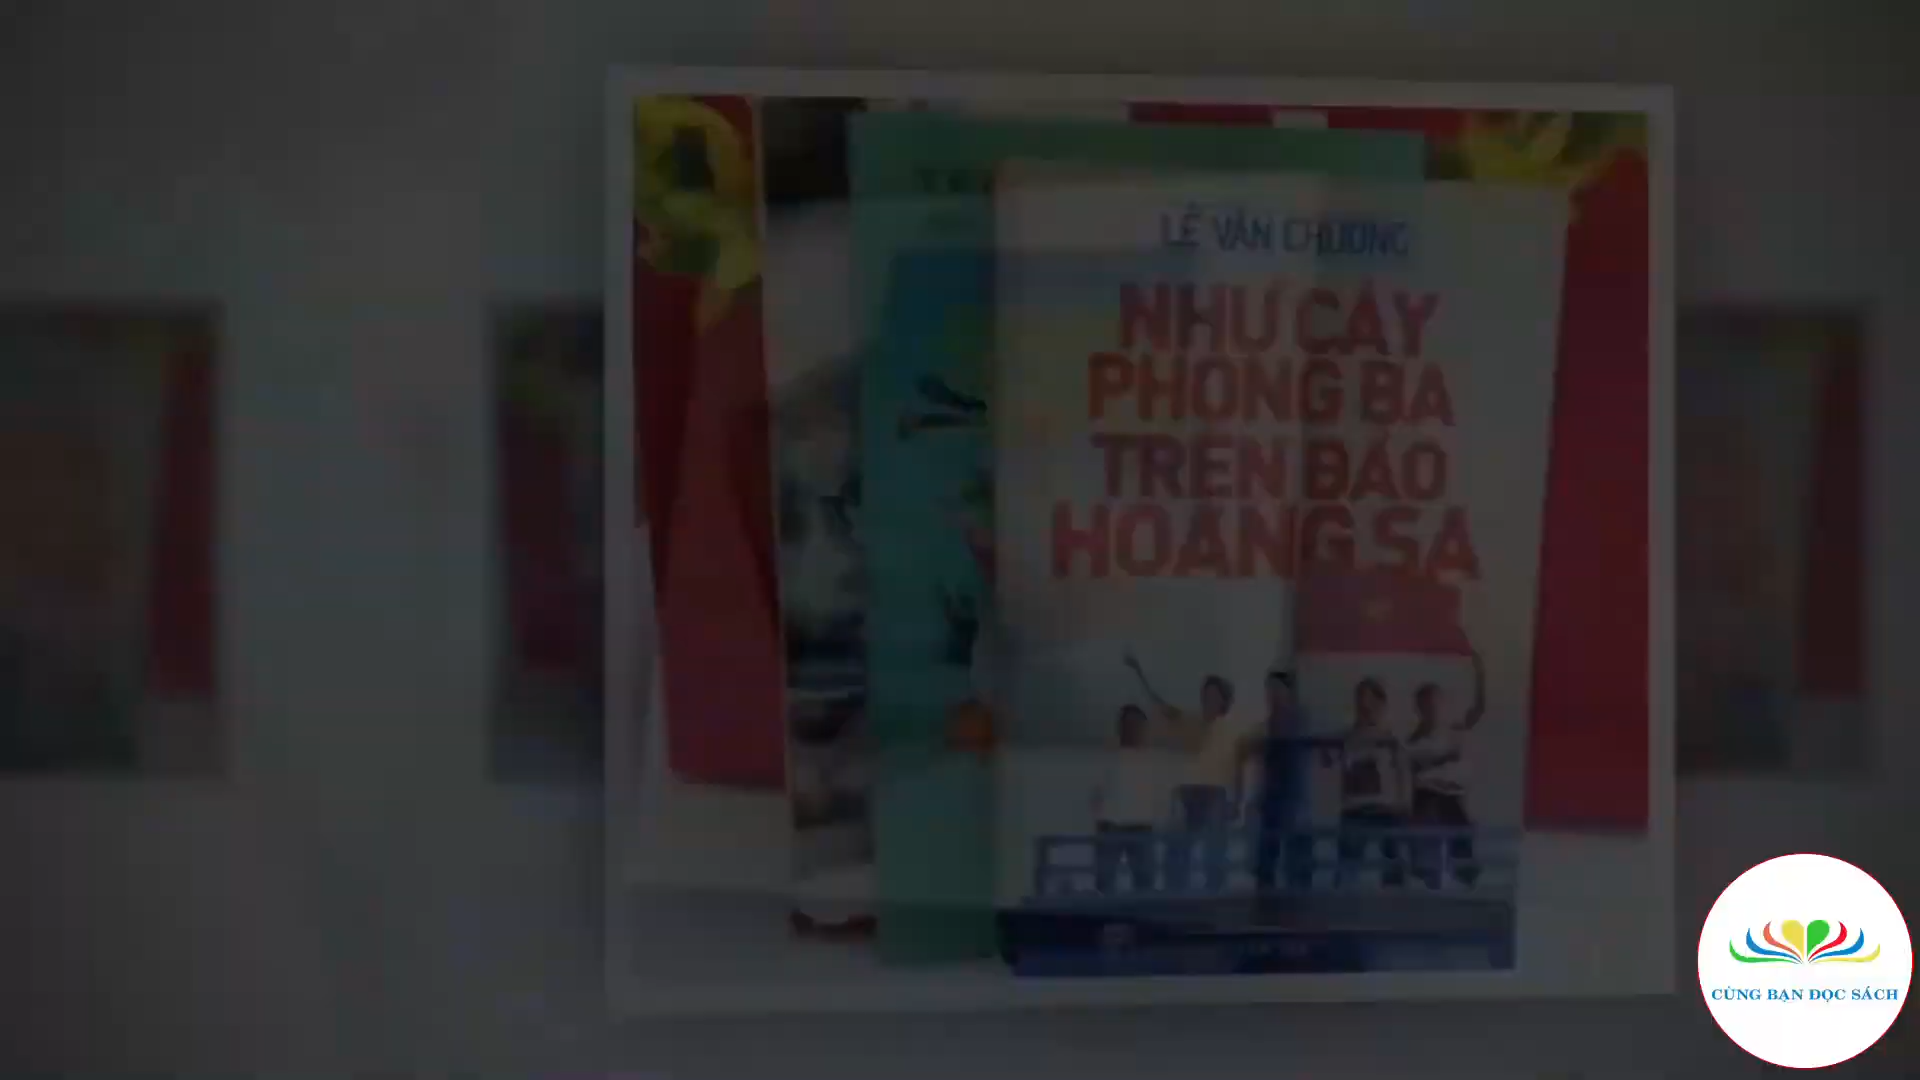 LÊ VĂN CHƯƠNG
NHƯ CÂY
PHONG BA
TRÊN ĐẢO
HOÀNG SA
CÙNG BẠN ĐỌC SÁCH